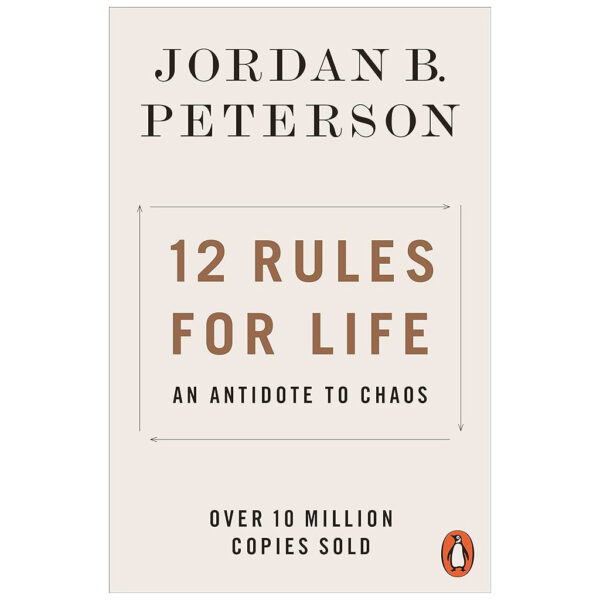 JORDAN B.
PETERSON
12 RULES
FOR LIFE
AN ANTIDOTE TO CHAOS
OVER 10 MILLION
COPIES SOLD